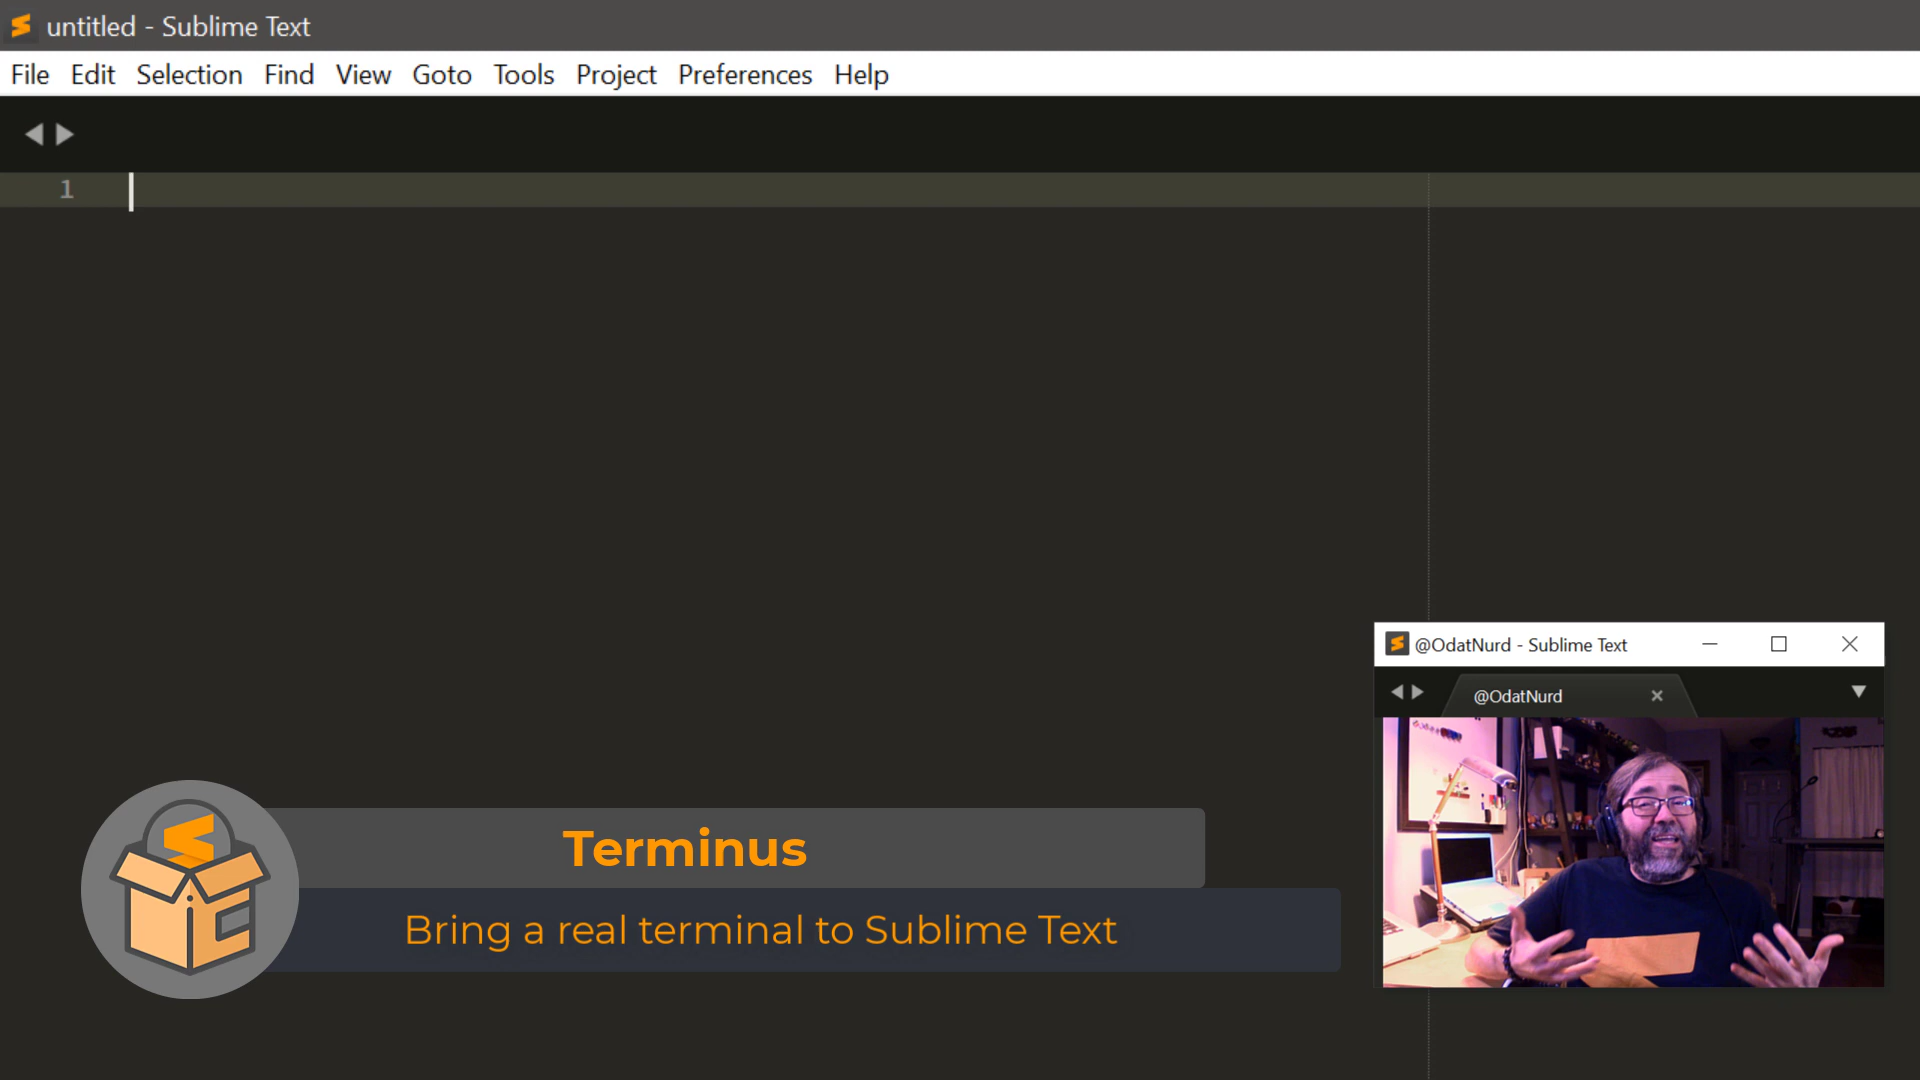 untitled - Sublime Text
File Edit Selection Find View Goto Tools Project Preferences Help
1
@OdatNurd - Sublime Text
@OdatNurd
Terminus
Bring a real terminal to Sublime Text